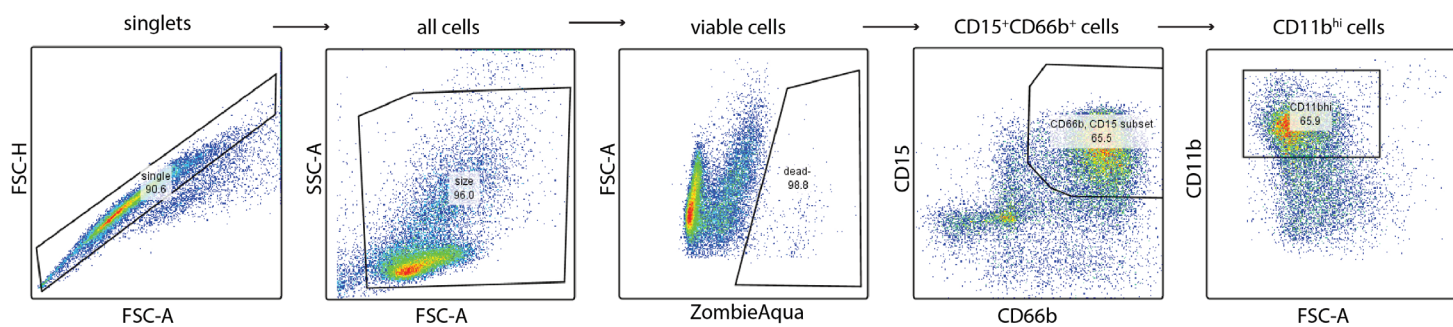 singlets
all cells
viable cells
CD15⁺CD66b⁺ cells
CD11bʰⁱ cells
FSC-H
single
90.6
FSC-A
SSC-A
size
96.0
FSC-A
FSC-A
dead-
98.8
ZombieAqua
CD15
CD66b, CD15 subset
65.5
CD66b
CD11b
CD11bhi
65.9
FSC-A